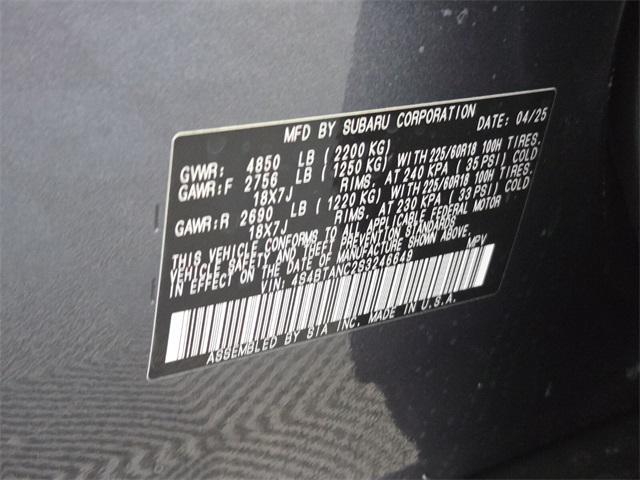 MFD BY SUBARU CORPORATION DATE: 04/25
GVWR: 4850 LB (2200 KG)
GAWR:F 2756 LB (1250 KG) WITH 225/60R18 100H TIRES.
18X7J RIMS, AT 240 KPA (35 PSI) COLD
GAWR:R 2690 LB (1220 KG) WITH 225/60R18 100H TIRES.
18X7J RIMS, AT 230 KPA (33 PSI) COLD
THIS VEHICLE CONFORMS TO ALL APPLICABLE FEDERAL MOTOR
VEHICLE SAFETY AND THEFT PREVENTION STANDARDS
IN EFFECT ON THE DATE OF MANUFACTURE SHOWN ABOVE.
VIN: 4S4BTANC2S3248649 MPV
ASSEMBLED BY SIA INC. MADE IN U.S.A.